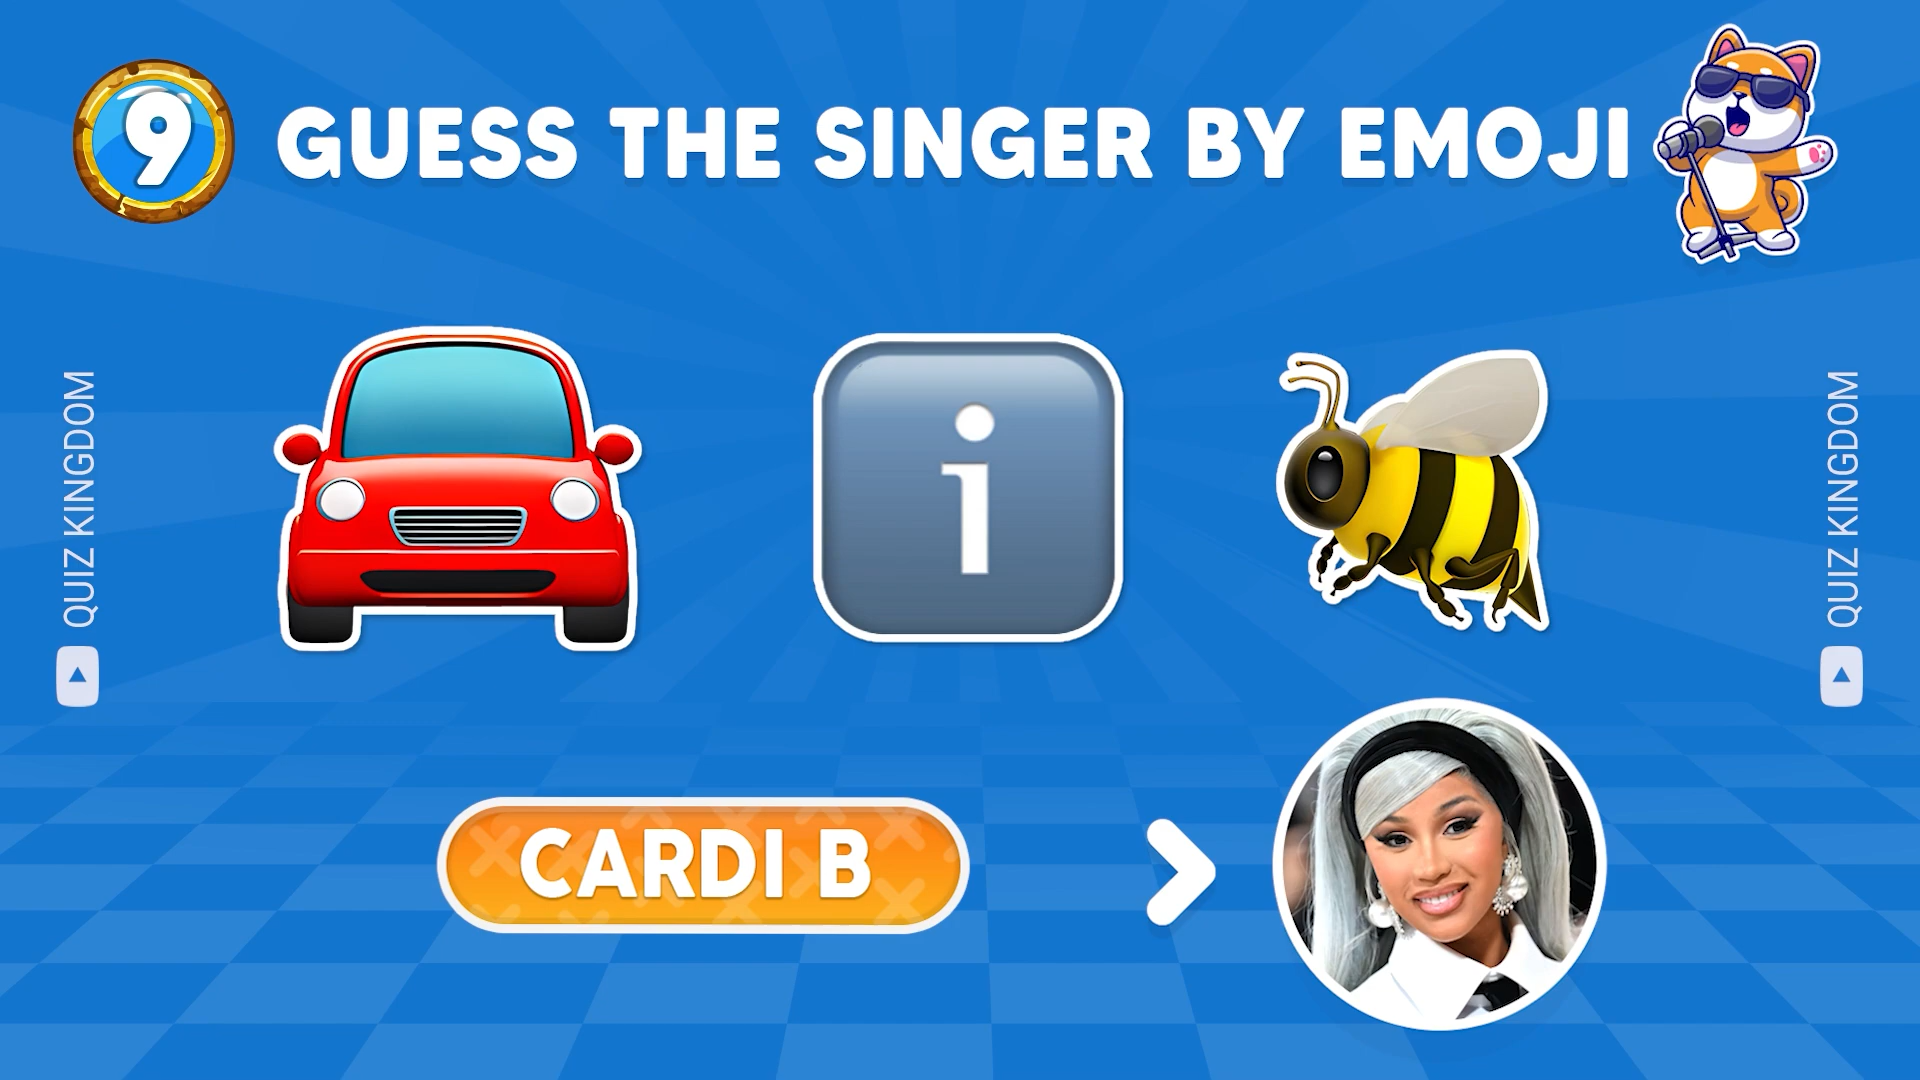 9
GUESS THE SINGER BY EMOJI
QUIZ KINGDOM
i
QUIZ KINGDOM
CARDI B